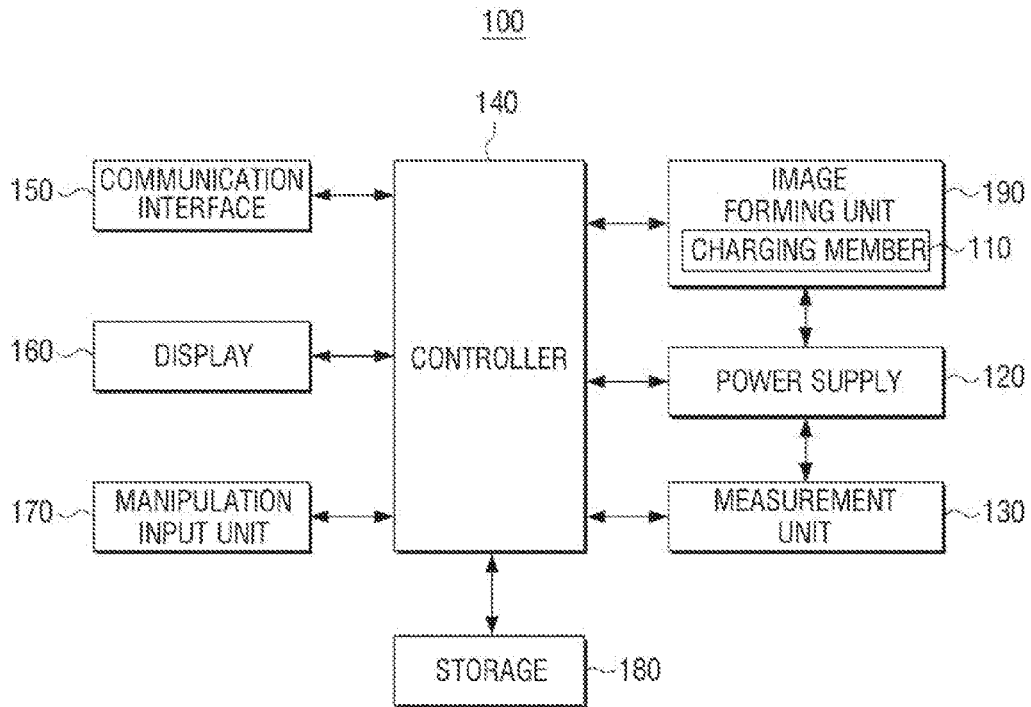 100
140
150
COMMUNICATION
INTERFACE
IMAGE
FORMING UNIT
190
CHARGING MEMBER
110
160
DISPLAY
CONTROLLER
POWER SUPPLY
120
170
MANIPULATION
INPUT UNIT
MEASUREMENT
UNIT
130
STORAGE
180